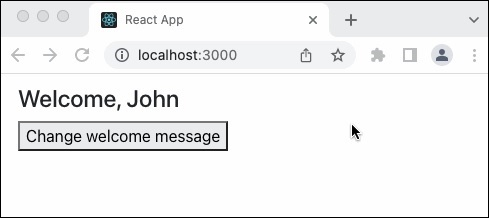 React App
localhost:3000
Welcome, John
Change welcome message